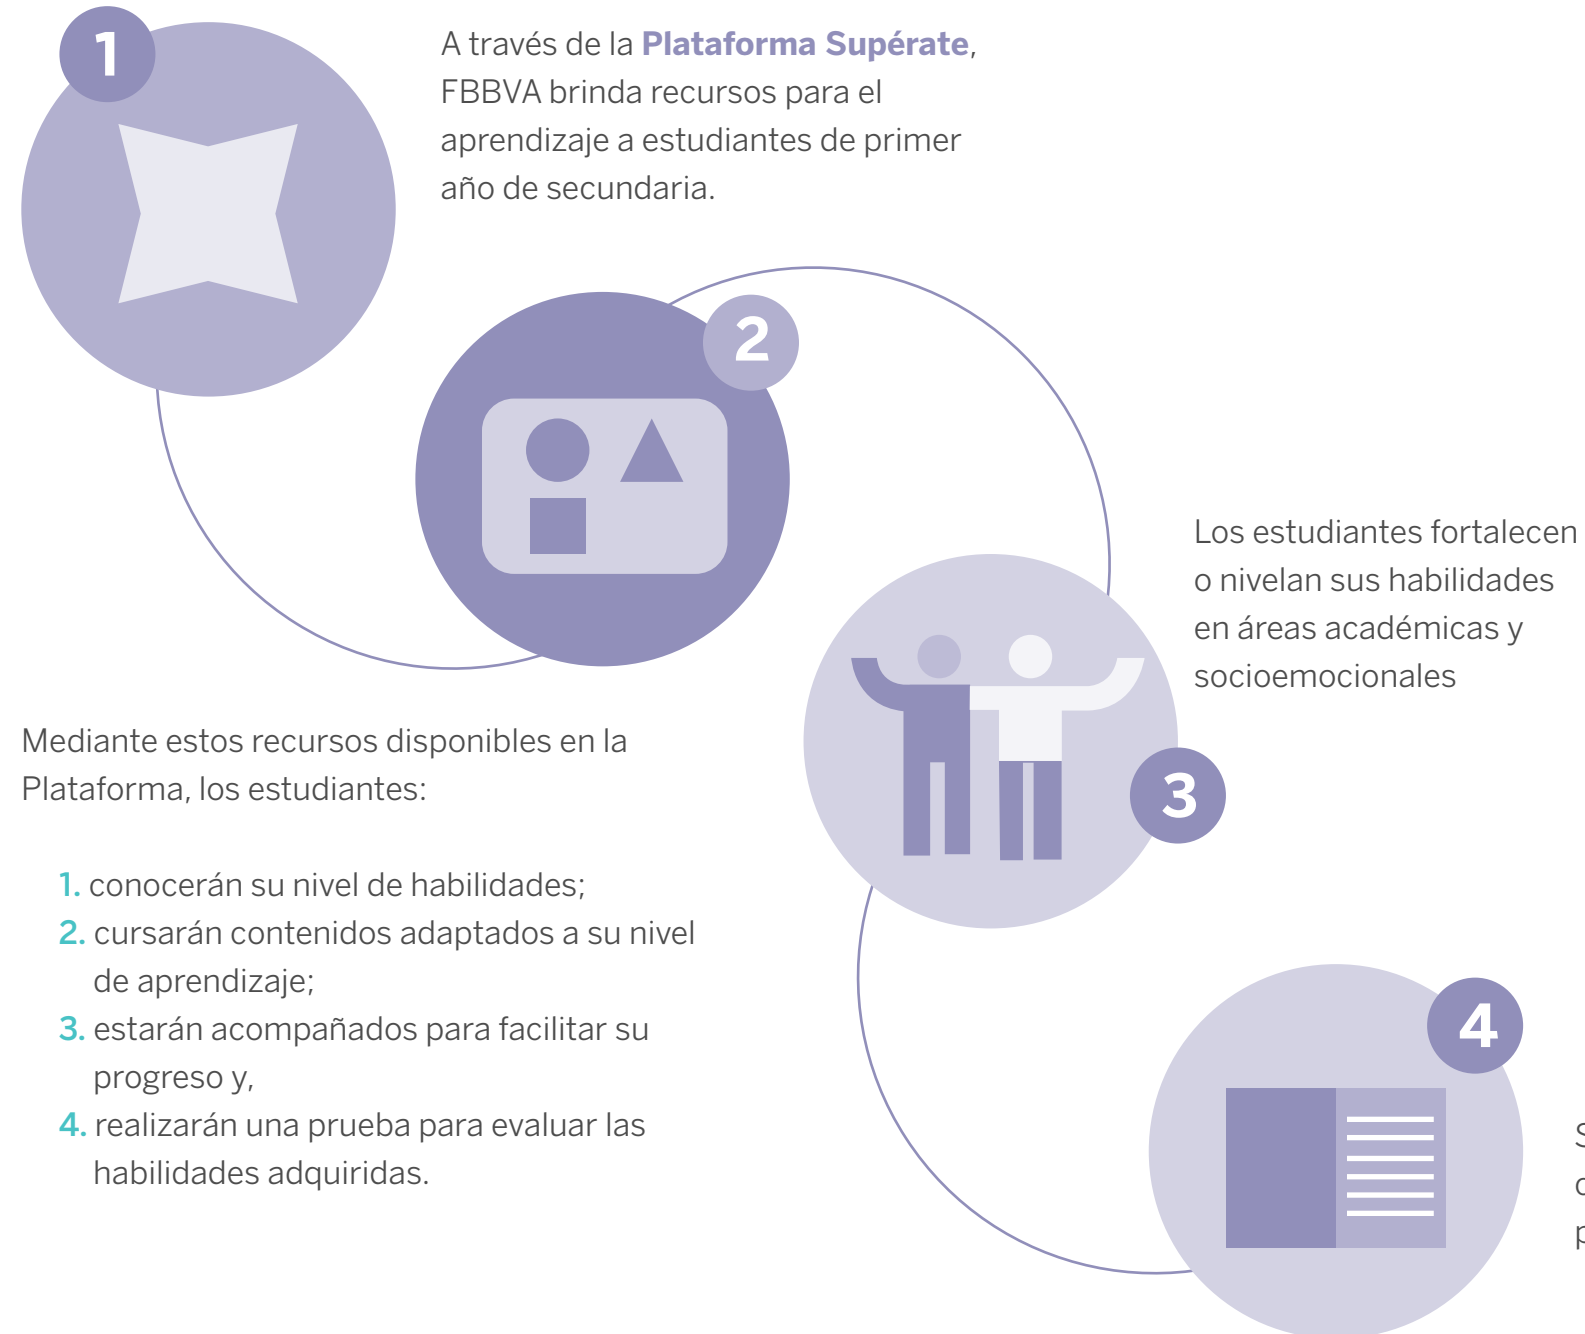 1
A través de la Plataforma Supérate,
FBBVA brinda recursos para el
aprendizaje a estudiantes de primer
año de secundaria.
2
Mediante estos recursos disponibles en la
Plataforma, los estudiantes:
1. conocerán su nivel de habilidades;
2. cursarán contenidos adaptados a su nivel
de aprendizaje;
3. estarán acompañados para facilitar su
progreso y,
4. realizarán una prueba para evaluar las
habilidades adquiridas.
Los estudiantes fortalecen
o nivelan sus habilidades
en áreas académicas y
socioemocionales
3
4